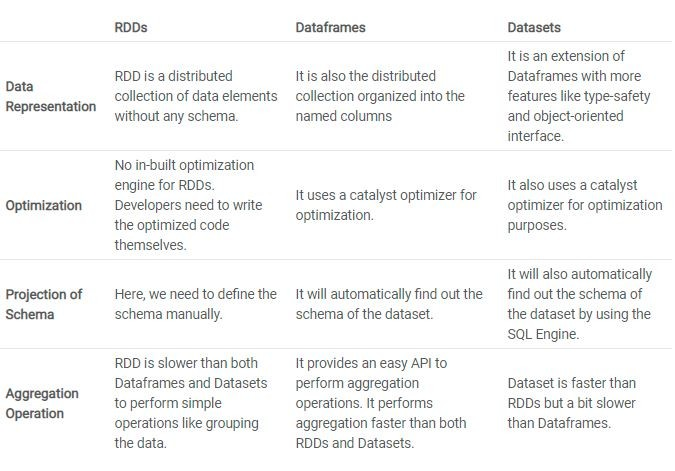 RDDs Dataframes Datasets
Data
Representation
RDD is a distributed
collection of data elements
without any schema.
It is also the distributed
collection organized into the
named columns
It is an extension of
Dataframes with more
features like type-safety
and object-oriented
interface.
Optimization
No in-built optimization
engine for RDDs.
Developers need to write
the optimized code
themselves.
It uses a catalyst optimizer for
optimization.
It also uses a catalyst
optimizer for optimization
purposes.
Projection of
Schema
Here, we need to define the
schema manually.
It will automatically find out the
schema of the dataset.
It will also automatically
find out the schema of
the dataset by using the
SQL Engine.
Aggregation
Operation
RDD is slower than both
Dataframes and Datasets
to perform simple
operations like grouping
the data.
It provides an easy API to
perform aggregation
operations. It performs
aggregation faster than both
RDDs and Datasets.
Dataset is faster than
RDDs but a bit slower
than Dataframes.